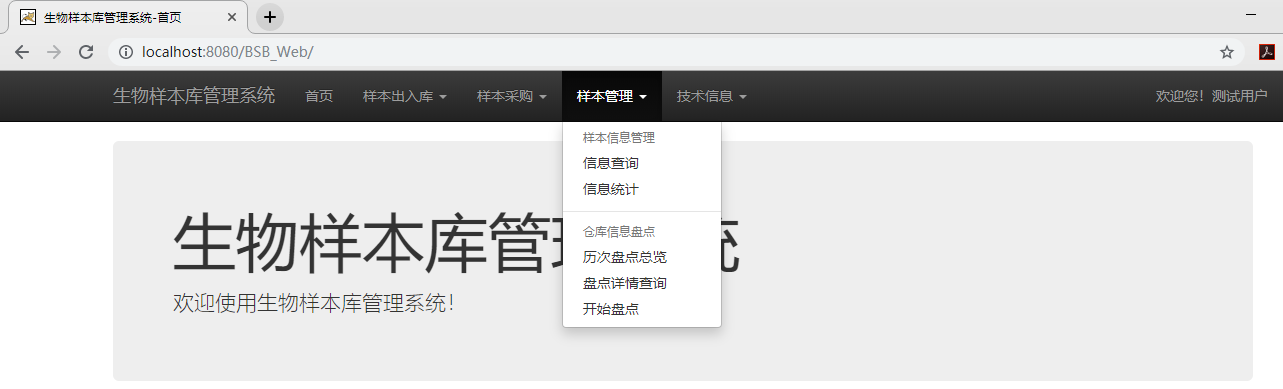 生物样本库管理系统-首页
localhost:8080/BSB_Web/
生物样本库管理系统 首页 样本出入库 样本采购 样本管理 技术信息 欢迎您！测试用户
样本信息管理
信息查询
信息统计
仓库信息盘点
历次盘点总览
盘点详情查询
开始盘点
生物样本库管 统
欢迎使用生物样本库管理系统！